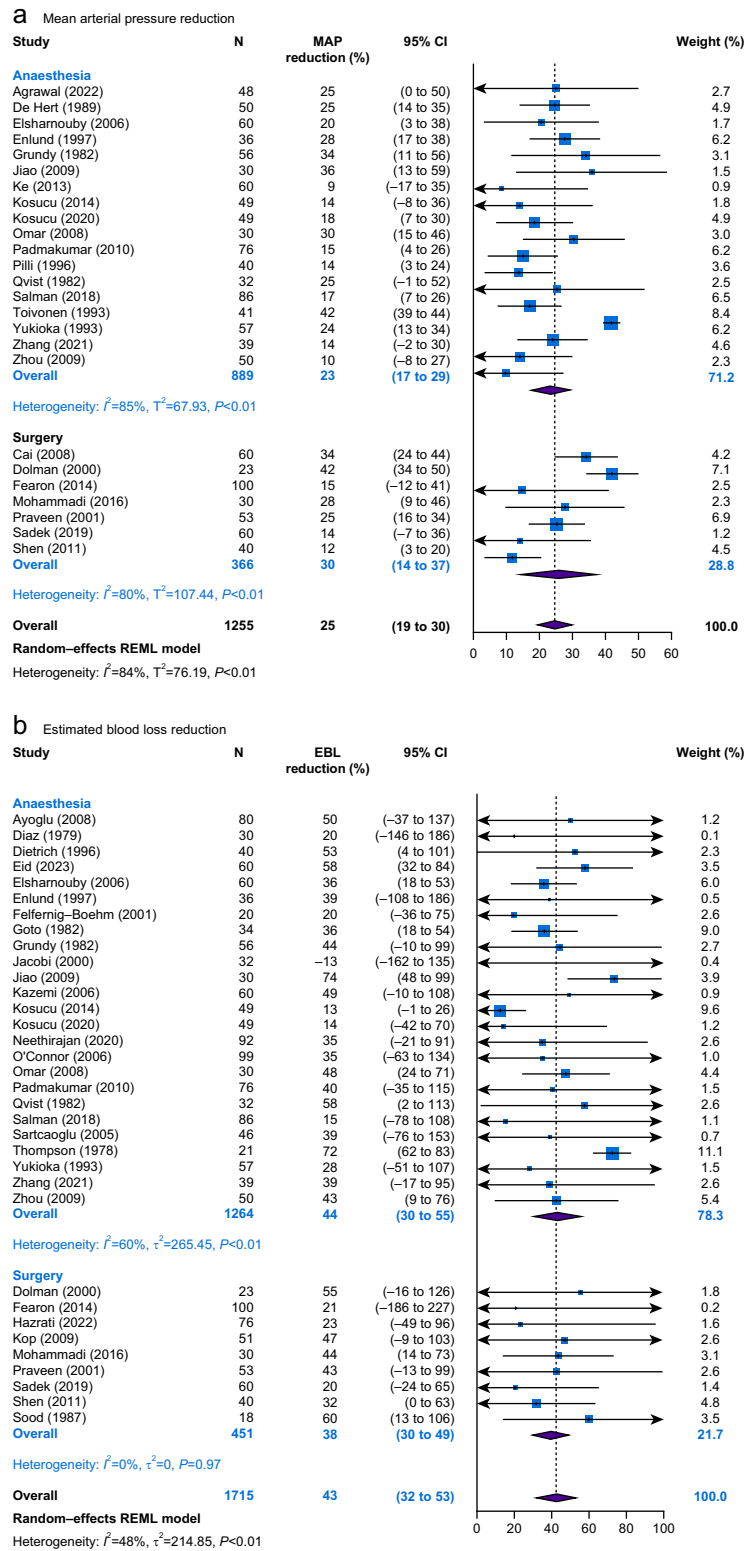 a Mean arterial pressure reduction
Study N MAP 95% CI Weight (%)
reduction (%)
Anaesthesia
Agrawal (2022) 48 25 (0 to 50) 2.7
De Hert (1989) 50 25 (14 to 35) 4.9
Elsharnouby (2006) 60 20 (3 to 38) 1.7
Enlund (1997) 36 28 (17 to 38) 6.2
Grundy (1982) 56 34 (11 to 56) 3.1
Jiao (2009) 30 36 (13 to 59) 1.5
Ke (2013) 60 9 (−17 to 35) 0.9
Kosucu (2014) 49 14 (−8 to 36) 1.8
Kosucu (2020) 49 18 (7 to 30) 4.9
Omar (2008) 30 30 (15 to 46) 3.0
Padmakumar (2010) 76 15 (4 to 26) 6.2
Pilli (1996) 40 14 (3 to 24) 3.6
Qvist (1982) 32 25 (−1 to 52) 2.5
Salman (2018) 86 17 (7 to 26) 6.5
Toivonen (1993) 41 42 (39 to 44) 8.4
Yukioka (1993) 57 24 (13 to 34) 6.2
Zhang (2021) 39 14 (−2 to 30) 4.6
Zhou (2009) 50 10 (−8 to 27) 2.3
Overall 889 23 (17 to 29) 71.2
Heterogeneity: I²=85%, T²=67.93, P<0.01
Surgery
Cai (2008) 60 34 (24 to 44) 4.2
Dolman (2000) 23 42 (34 to 50) 7.1
Fearon (2014) 100 15 (−12 to 41) 2.5
Mohammadi (2016) 30 28 (9 to 46) 2.3
Praveen (2001) 53 25 (16 to 34) 6.9
Sadek (2019) 60 14 (−7 to 36) 1.2
Shen (2011) 40 12 (3 to 20) 4.5
Overall 366 30 (14 to 37) 28.8
Heterogeneity: I²=80%, T²=107.44, P<0.01
Overall 1255 25 (19 to 30) 100.0
Random–effects REML model
0 10 20 30 40 50 60
Heterogeneity: I²=84%, T²=76.19, P<0.01
b Estimated blood loss reduction
Study N EBL 95% CI Weight (%)
reduction (%)
Anaesthesia
Ayoglu (2008) 80 50 (−37 to 137) 1.2
Diaz (1979) 30 20 (−146 to 186) 0.1
Dietrich (1996) 40 53 (4 to 101) 2.3
Eid (2023) 60 58 (32 to 84) 3.5
Elsharnouby (2006) 60 36 (18 to 53) 6.0
Enlund (1997) 36 39 (−108 to 186) 0.5
Felfernig–Boehm (2001) 20 20 (−36 to 75) 2.6
Goto (1982) 34 36 (18 to 54) 9.0
Grundy (1982) 56 44 (−10 to 99) 2.7
Jacobi (2000) 32 −13 (−162 to 135) 0.4
Jiao (2009) 30 74 (48 to 99) 3.9
Kazemi (2006) 60 49 (−10 to 108) 0.9
Kosucu (2014) 49 13 (−1 to 26) 9.6
Kosucu (2020) 49 14 (−42 to 70) 1.2
Neethirajan (2020) 92 35 (−21 to 91) 2.6
O'Connor (2006) 99 35 (−63 to 134) 1.0
Omar (2008) 30 48 (24 to 71) 4.4
Padmakumar (2010) 76 40 (−35 to 115) 1.5
Qvist (1982) 32 58 (2 to 113) 2.6
Salman (2018) 86 15 (−78 to 108) 1.1
Sartcaoglu (2005) 46 39 (−76 to 153) 0.7
Thompson (1978) 21 72 (62 to 83) 11.1
Yukioka (1993) 57 28 (−51 to 107) 1.5
Zhang (2021) 39 39 (−17 to 95) 2.6
Zhou (2009) 50 43 (9 to 76) 5.4
Overall 1264 44 (30 to 55) 78.3
Heterogeneity: I²=60%, τ²=265.45, P<0.01
Surgery
Dolman (2000) 23 55 (−16 to 126) 1.8
Fearon (2014) 100 21 (−186 to 227) 0.2
Hazrati (2022) 76 23 (−49 to 96) 1.6
Kop (2009) 51 47 (−9 to 103) 2.6
Mohammadi (2016) 30 44 (14 to 73) 3.1
Praveen (2001) 53 43 (−13 to 99) 2.6
Sadek (2019) 60 20 (−24 to 65) 1.4
Shen (2011) 40 32 (0 to 63) 4.8
Sood (1987) 18 60 (13 to 106) 3.5
Overall 451 38 (30 to 49) 21.7
Heterogeneity: I²=0%, τ²=0, P=0.97
Overall 1715 43 (32 to 53) 100.0
Random–effects REML model
0 20 40 60 80 100
Heterogeneity: I²=48%, τ²=214.85, P<0.01